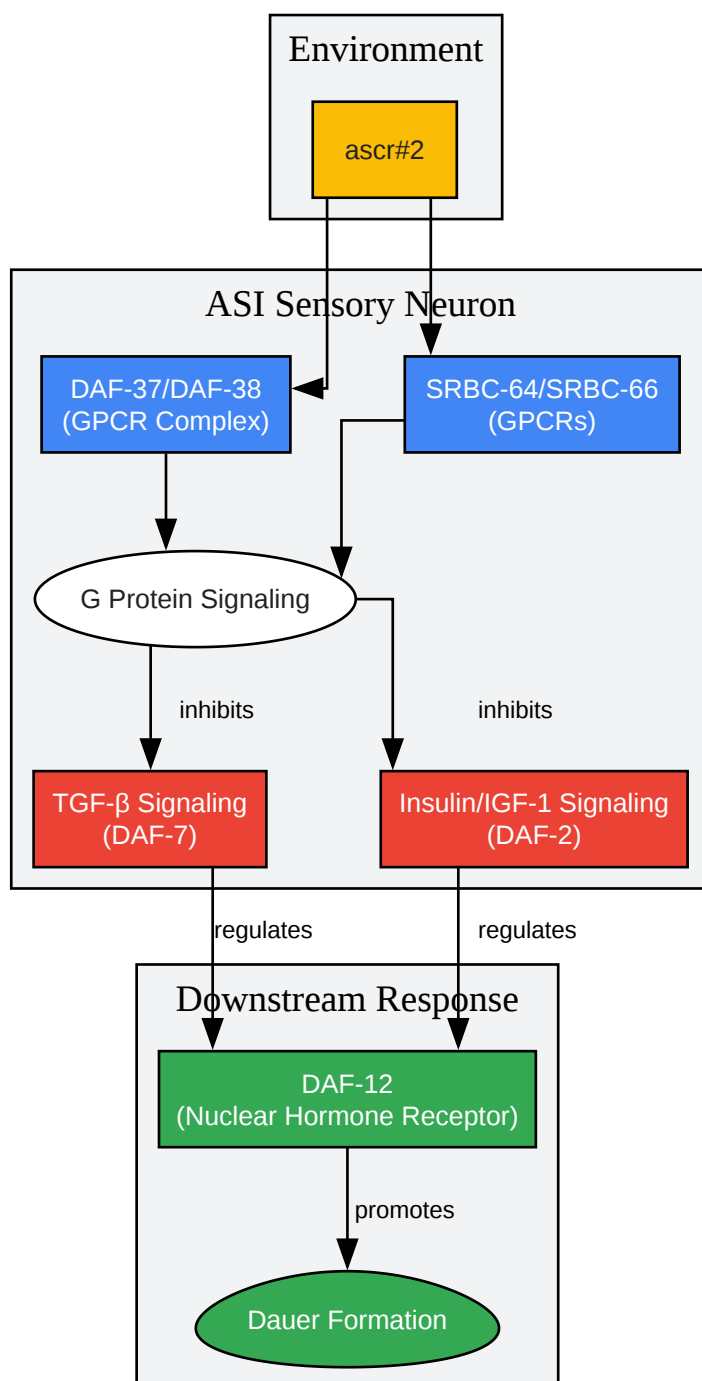 Environment
ascr#2
ASI Sensory Neuron
DAF-37/DAF-38
(GPCR Complex)
SRBC-64/SRBC-66
(GPCRs)
G Protein Signaling
inhibits
inhibits
TGF-β Signaling
(DAF-7)
Insulin/IGF-1 Signaling
(DAF-2)
regulates
regulates
Downstream Response
DAF-12
(Nuclear Hormone Receptor)
promotes
Dauer Formation